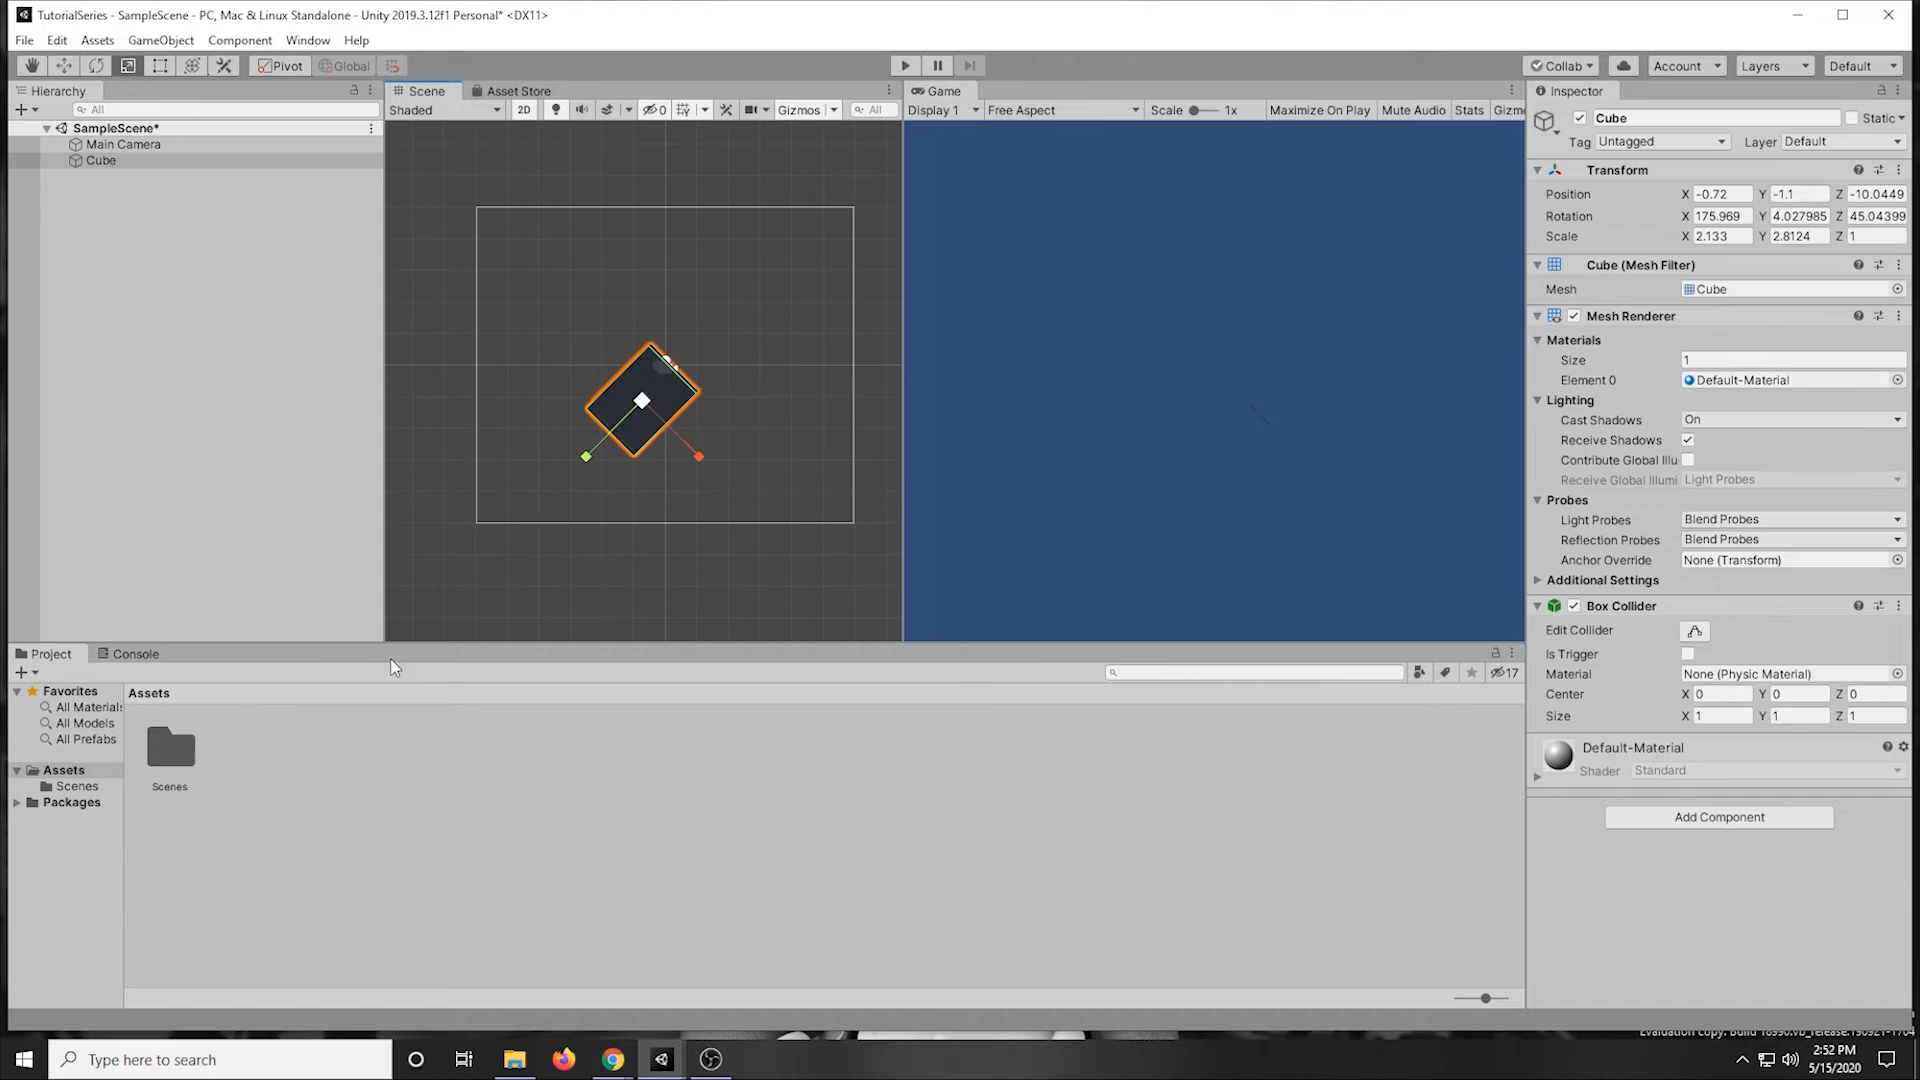 TutorialSeries - SampleScene - PC, Mac & Linux Standalone - Unity 2019.3.12f1 Personal* <DX11>
File Edit Assets GameObject Component Window Help
Pivot Global Collab Account Layers Default
Hierarchy
All
SampleScene*
Main Camera
Cube
Scene Asset Store
Shaded 2D 0 Gizmos All
Game
Display 1 Free Aspect Scale 1x Maximize On Play Mute Audio Stats Gizm
Inspector
Cube Static
Tag Untagged Layer Default
Transform
Position X -0.72 Y -1.1 Z -10.0449
Rotation X 175.969 Y 4.027985 Z 45.04399
Scale X 2.133 Y 2.8124 Z 1
Cube (Mesh Filter)
Mesh Cube
Mesh Renderer
Materials
Size 1
Element 0 Default-Material
Lighting
Cast Shadows On
Receive Shadows
Contribute Global Illu
Receive Global Illumi Light Probes
Probes
Light Probes Blend Probes
Reflection Probes Blend Probes
Anchor Override None (Transform)
Additional Settings
Box Collider
Edit Collider
Is Trigger
Material None (Physic Material)
Center X 0 Y 0 Z 0
Size X 1 Y 1 Z 1
Default-Material
Shader Standard
Add Component
Project Console
17
Favorites
All Materials
All Models
All Prefabs
Assets
Scenes
Packages
Assets
Scenes
Type here to search
2:52 PM
5/15/2020